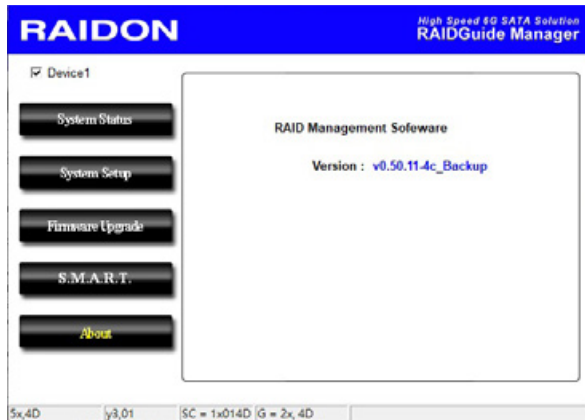 RAIDON
High Speed 6G SATA Solution
RAIDGuide Manager
Device1
System Status
System Setup
Firmware Upgrade
S.M.A.R.T.
About
RAID Management Sofeware
Version : v0.50.11-4c_Backup
5x,4D y3,01 SC = 1x014D G = 2x, 4D